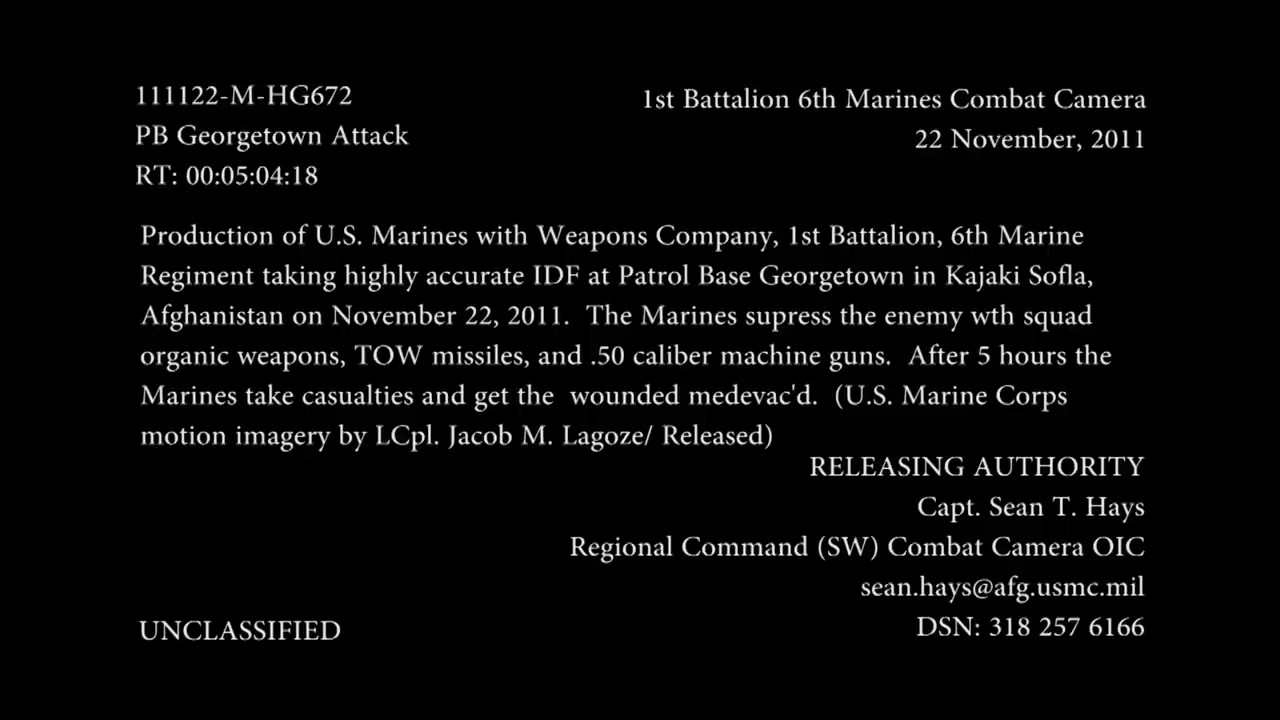 111122-M-HG672
PB Georgetown Attack
RT: 00:05:04:18
1st Battalion 6th Marines Combat Camera
22 November, 2011
Production of U.S. Marines with Weapons Company, 1st Battalion, 6th Marine
Regiment taking highly accurate IDF at Patrol Base Georgetown in Kajaki Sofla,
Afghanistan on November 22, 2011.  The Marines supress the enemy wth squad
organic weapons, TOW missiles, and .50 caliber machine guns.  After 5 hours the
Marines take casualties and get the  wounded medevac'd.  (U.S. Marine Corps
motion imagery by LCpl. Jacob M. Lagoze/ Released)
RELEASING AUTHORITY
Capt. Sean T. Hays
Regional Command (SW) Combat Camera OIC
sean.hays@afg.usmc.mil
DSN: 318 257 6166
UNCLASSIFIED